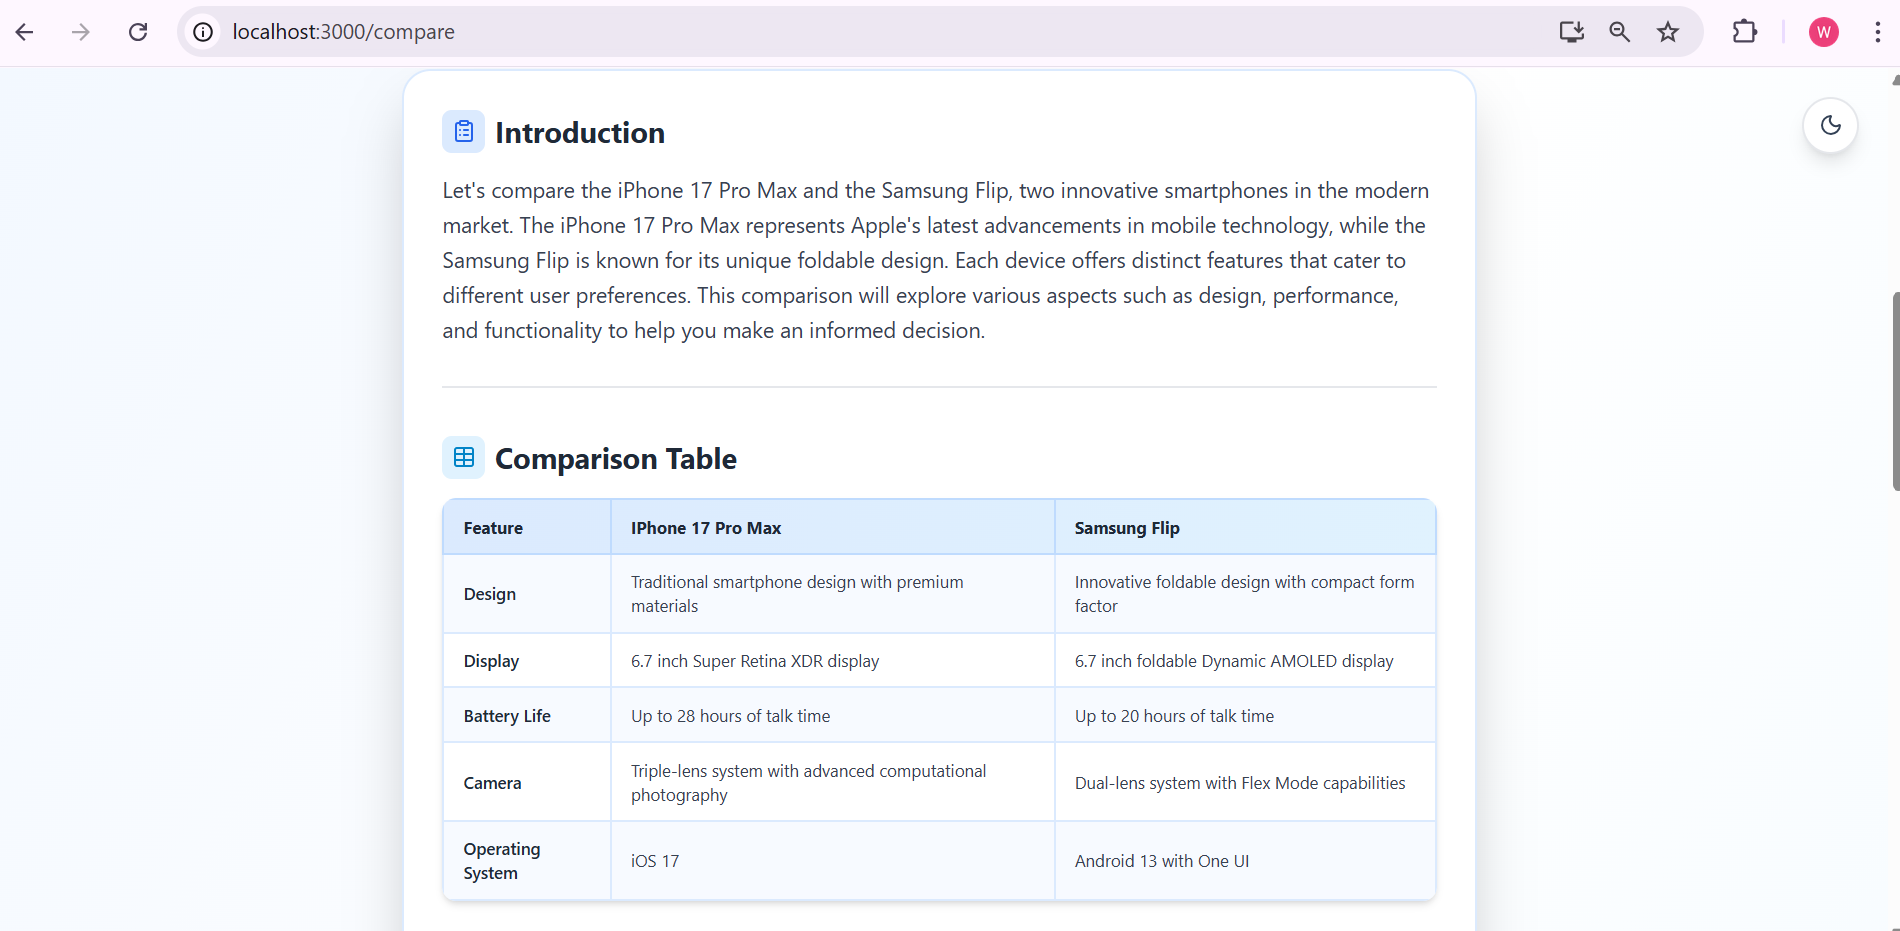 localhost:3000/compare
W
Introduction
Let's compare the iPhone 17 Pro Max and the Samsung Flip, two innovative smartphones in the modern
market. The iPhone 17 Pro Max represents Apple's latest advancements in mobile technology, while the
Samsung Flip is known for its unique foldable design. Each device offers distinct features that cater to
different user preferences. This comparison will explore various aspects such as design, performance,
and functionality to help you make an informed decision.
Comparison Table
Feature IPhone 17 Pro Max Samsung Flip
Design Traditional smartphone design with premium materials Innovative foldable design with compact form factor
Display 6.7 inch Super Retina XDR display 6.7 inch foldable Dynamic AMOLED display
Battery Life Up to 28 hours of talk time Up to 20 hours of talk time
Camera Triple-lens system with advanced computational photography Dual-lens system with Flex Mode capabilities
Operating System iOS 17 Android 13 with One UI